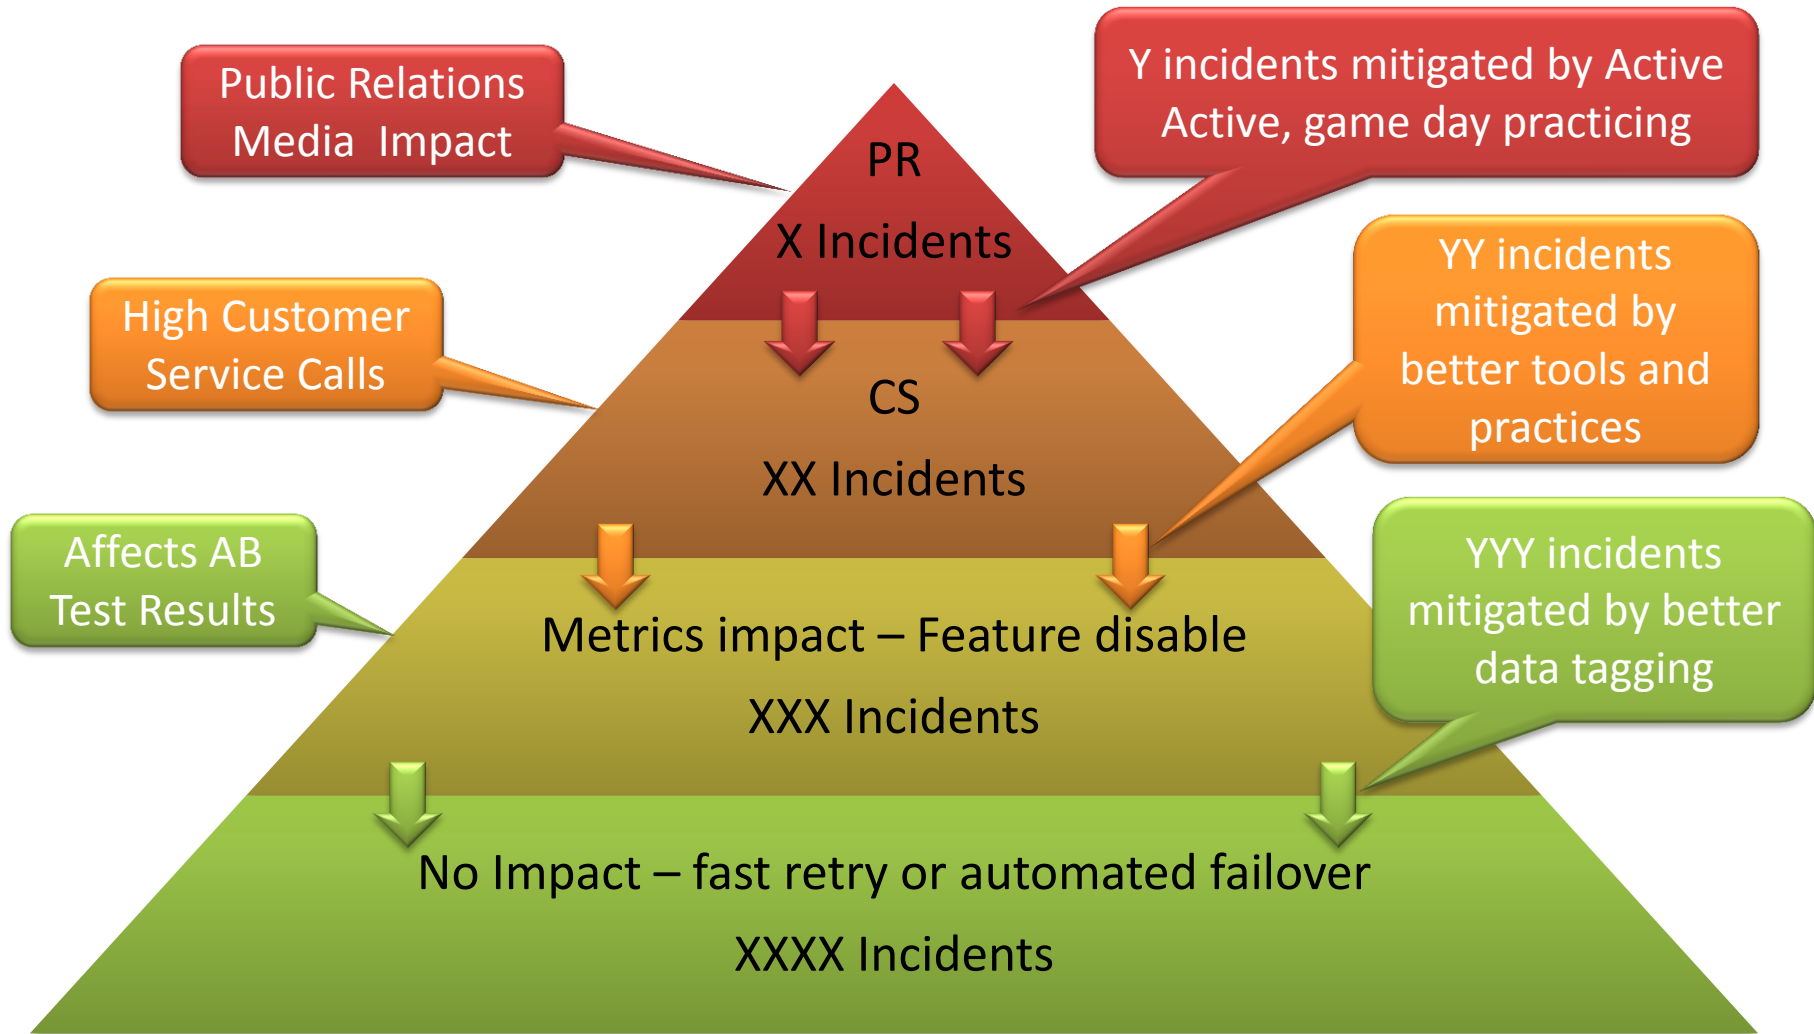 Public Relations
Media  Impact
Y incidents mitigated by Active
Active, game day practicing
PR
X Incidents
High Customer
Service Calls
YY incidents
mitigated by
better tools and
practices
CS
XX Incidents
Affects AB
Test Results
YYY incidents
mitigated by better
data tagging
Metrics impact – Feature disable
XXX Incidents
No Impact – fast retry or automated failover
XXXX Incidents